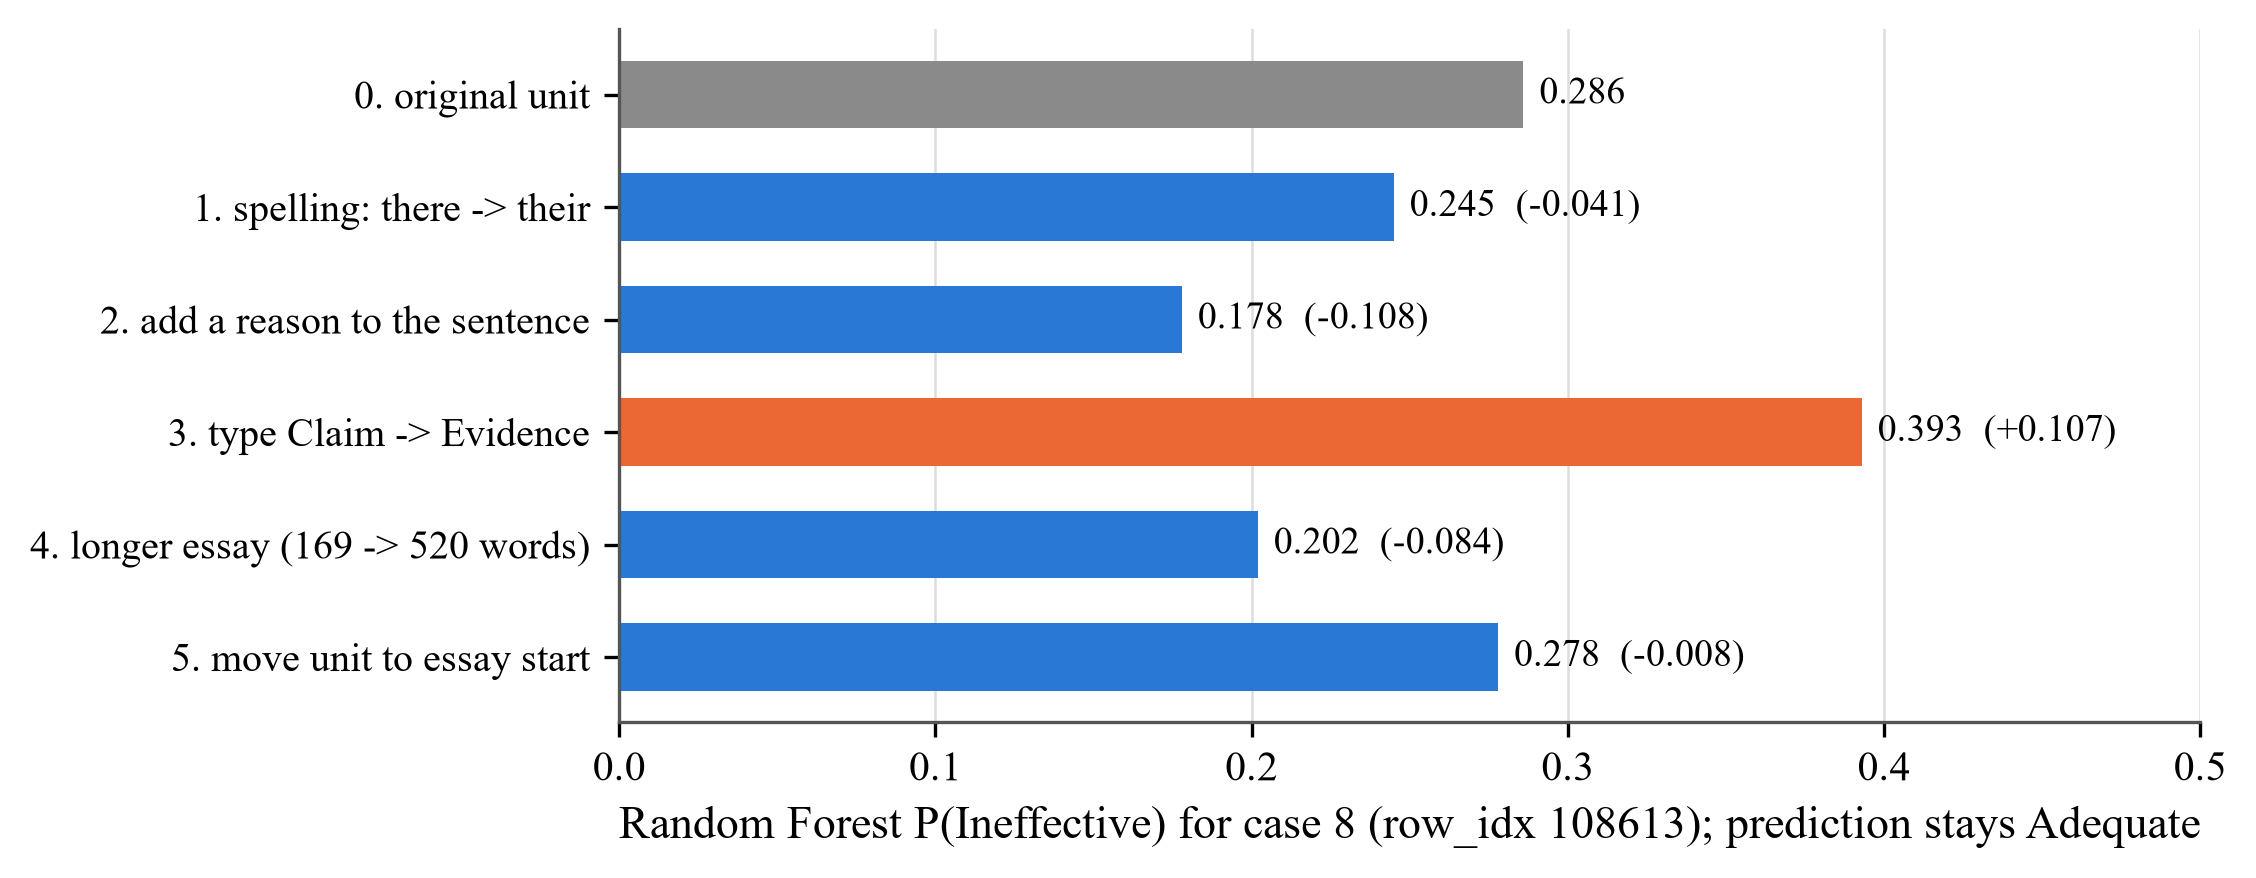 0. original unit 0.286
1. spelling: there -> their 0.245 (-0.041)
2. add a reason to the sentence 0.178 (-0.108)
3. type Claim -> Evidence 0.393 (+0.107)
4. longer essay (169 -> 520 words) 0.202 (-0.084)
5. move unit to essay start 0.278 (-0.008)
0.0 0.1 0.2 0.3 0.4 0.5
Random Forest P(Ineffective) for case 8 (row_idx 108613); prediction stays Adequate